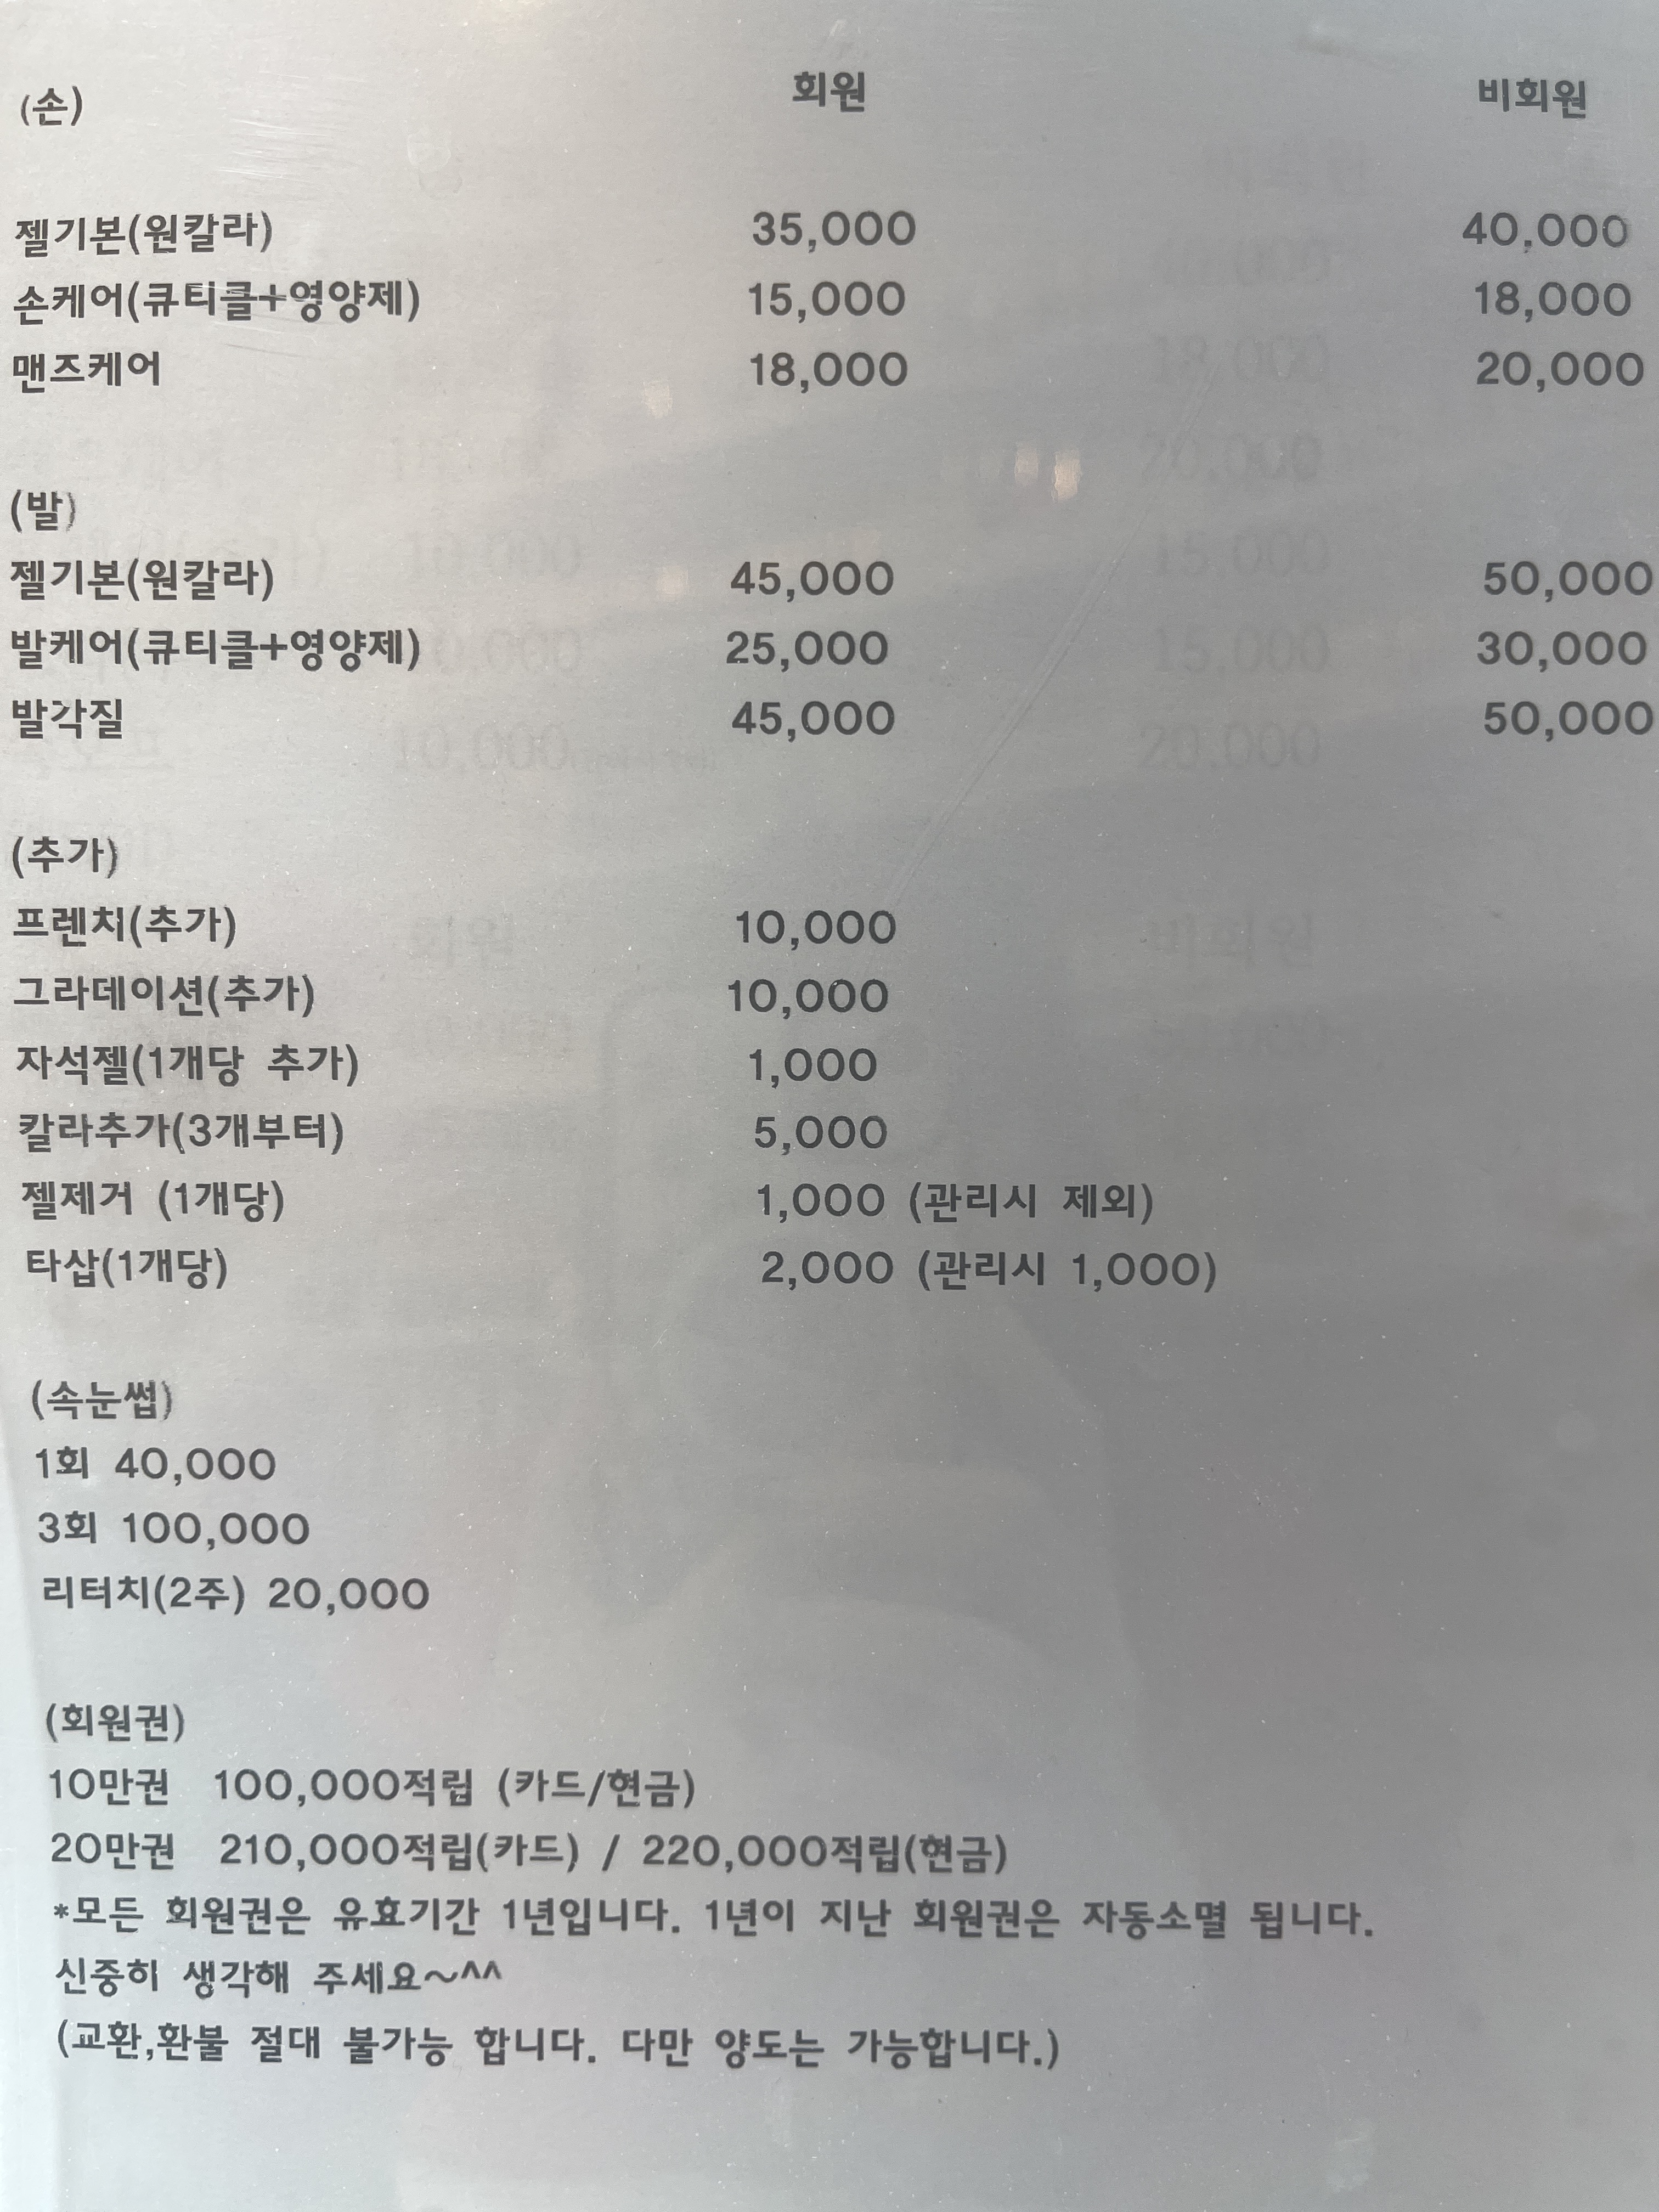 (손) 회원 비회원
젤기본(원칼라) 35,000 40,000
손케어(큐티클+영양제) 15,000 18,000
맨즈케어 18,000 20,000
(발)
젤기본(원칼라) 45,000 50,000
발케어(큐티클+영양제) 25,000 30,000
발각질 45,000 50,000
(추가)
프렌치(추가) 10,000
그라데이션(추가) 10,000
자석젤(1개당 추가) 1,000
칼라추가(3개부터) 5,000
젤제거 (1개당) 1,000 (관리시 제외)
타삽(1개당) 2,000 (관리시 1,000)
(속눈썹)
1회 40,000
3회 100,000
리터치(2주) 20,000
(회원권)
10만권 100,000적립 (카드/현금)
20만권 210,000적립(카드) / 220,000적립(현금)
*모든 회원권은 유효기간 1년입니다. 1년이 지난 회원권은 자동소멸 됩니다.
신중히 생각해 주세요~^^
(교환,환불 절대 불가능 합니다. 다만 양도는 가능합니다.)